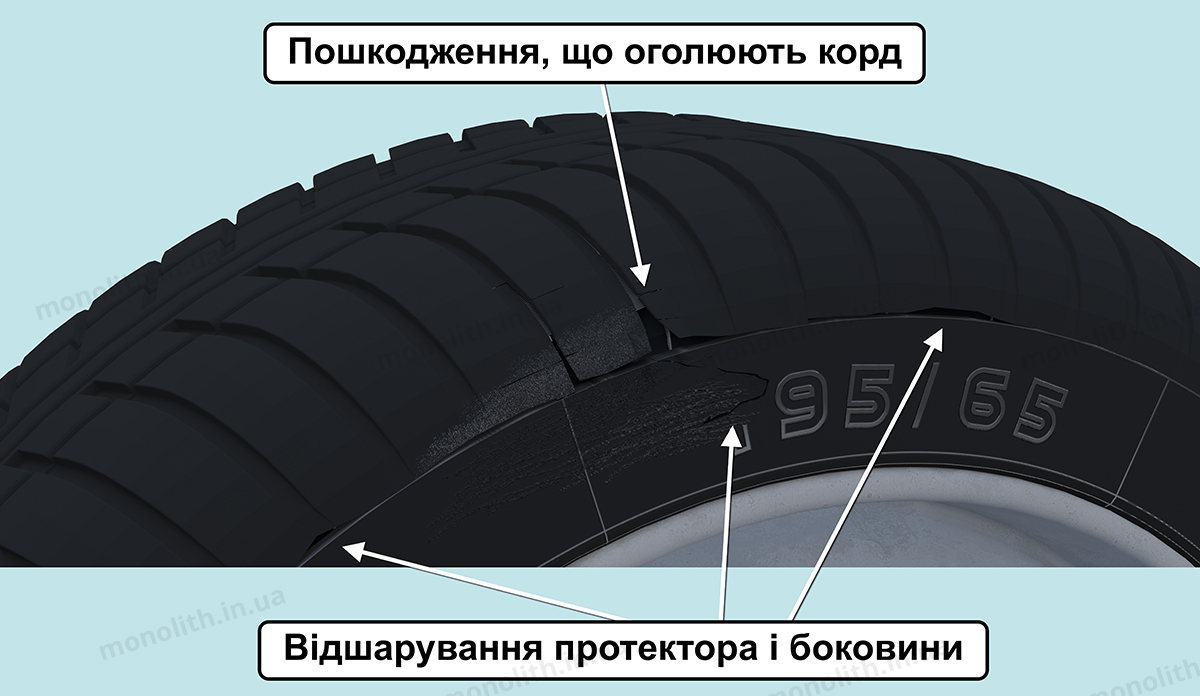 Пошкодження, що оголюють корд
monolith.in.ua
95/65
monolith.in.ua
Відшарування протектора і боковини